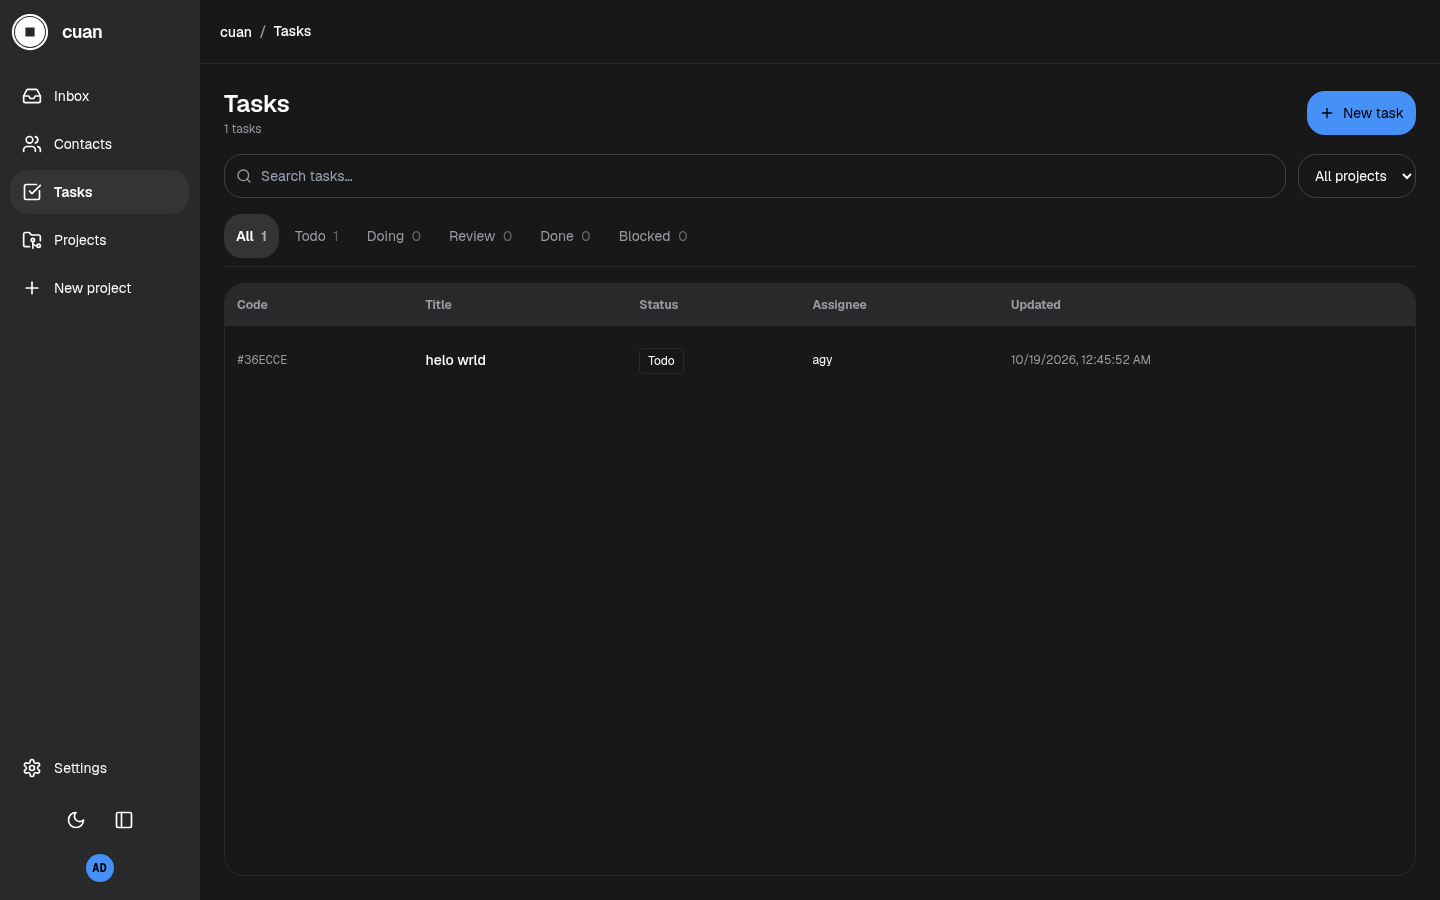 cuan
Inbox
Contacts
Tasks
Projects
New project
Settings
AD
cuan / Tasks
Tasks
1 tasks
New task
Search tasks...
All projects
All 1 Todo 1 Doing 0 Review 0 Done 0 Blocked 0
Code Title Status Assignee Updated
#36ECCE helo wrld Todo agy 10/19/2026, 12:45:52 AM